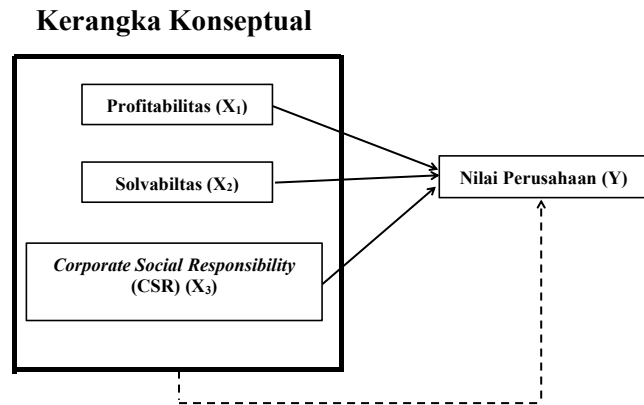 Kerangka Konseptual
Profitabilitas (X₁)
Solvabiltas (X₂)
Nilai Perusahaan (Y)
Corporate Social Responsibility
(CSR) (X₃)